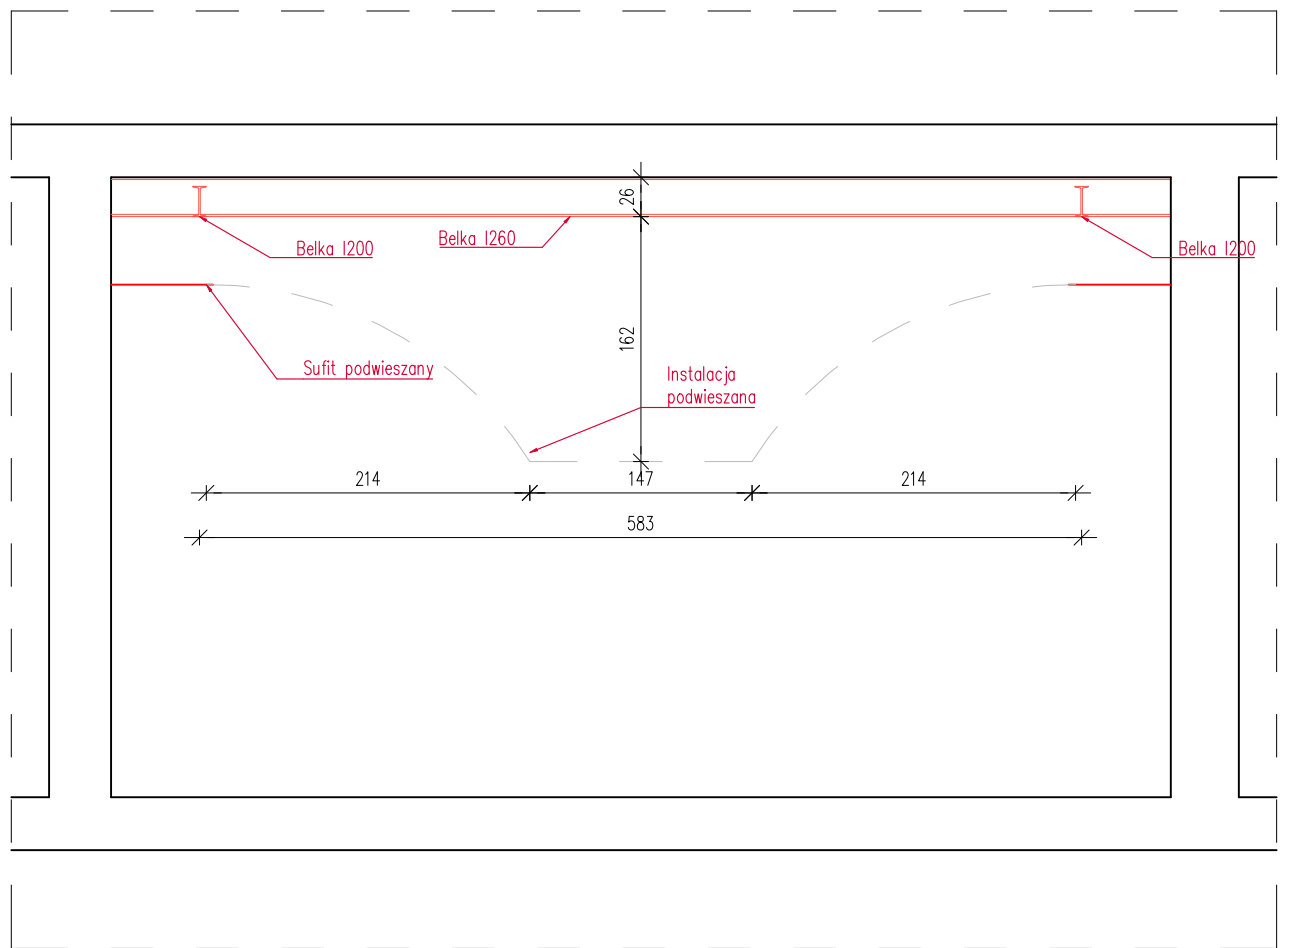 26
Belka I200
Belka I260
Belka I200
162
Sufit podwieszany
Instalacja
podwieszana
214
147
214
583